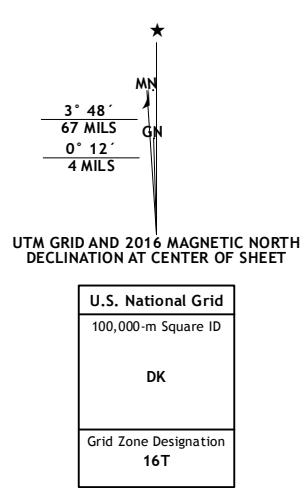 ★
MN
3° 48´
67 MILS
GN
0° 12´
4 MILS
UTM GRID AND 2016 MAGNETIC NORTH
DECLINATION AT CENTER OF SHEET
U.S. National Grid
100,000-m Square ID
DK
Grid Zone Designation
16T